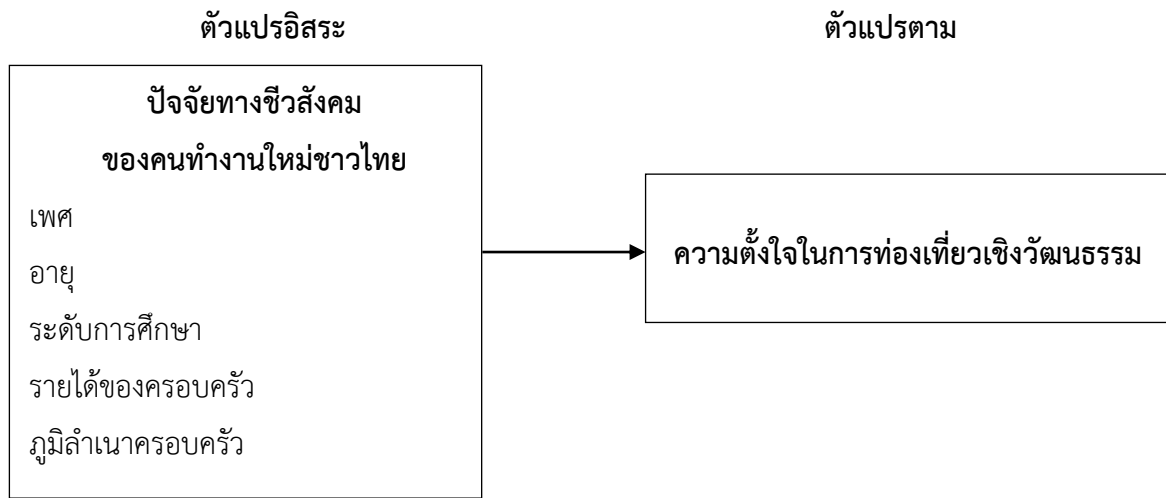 ตัวแปรอิสระ
ตัวแปรตาม
ปัจจัยทางชีวสังคม
ของคนทำงานใหม่ชาวไทย
เพศ
อายุ
ระดับการศึกษา
รายได้ของครอบครัว
ภูมิลำเนาครอบครัว
ความตั้งใจในการท่องเที่ยวเชิงวัฒนธรรม